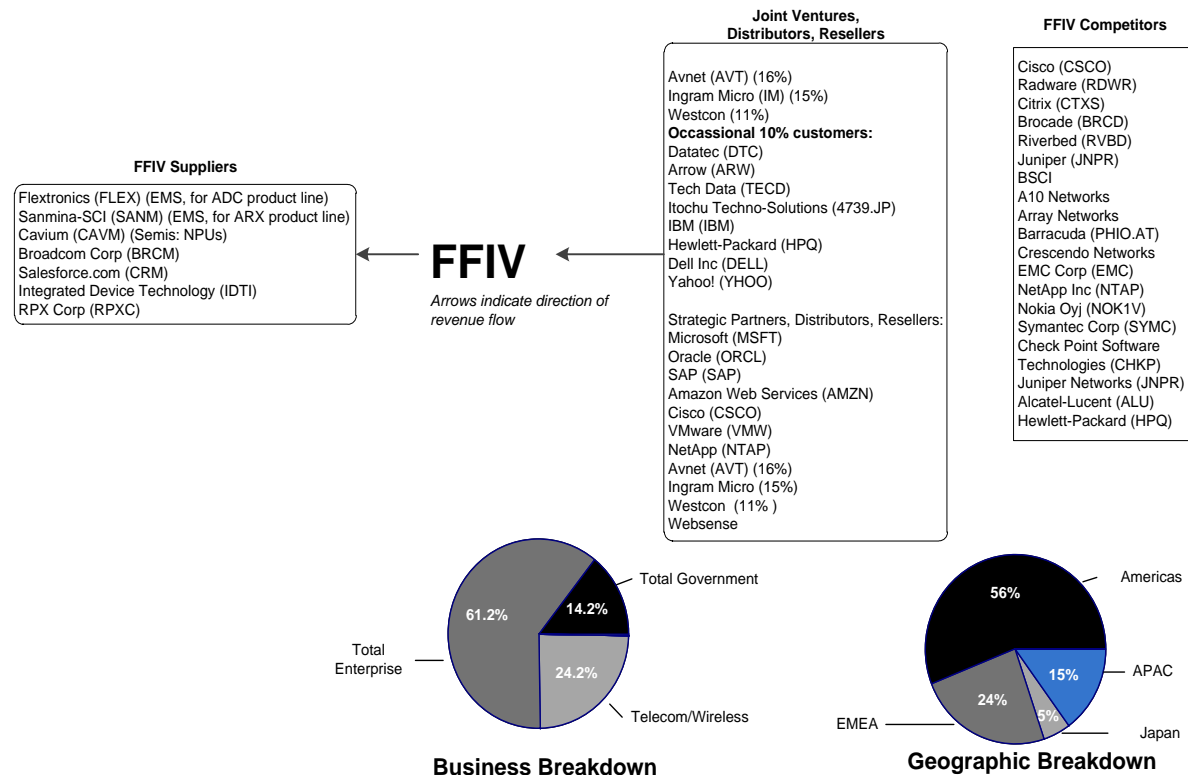 Joint Ventures,
Distributors, Resellers
FFIV Competitors
Avnet (AVT) (16%)
Ingram Micro (IM) (15%)
Westcon (11%)
Occassional 10% customers:
Datatec (DTC)
Arrow (ARW)
Tech Data (TECD)
Itochu Techno-Solutions (4739.JP)
IBM (IBM)
Hewlett-Packard (HPQ)
Dell Inc (DELL)
Yahoo! (YHOO)
Strategic Partners, Distributors, Resellers:
Microsoft (MSFT)
Oracle (ORCL)
SAP (SAP)
Amazon Web Services (AMZN)
Cisco (CSCO)
VMware (VMW)
NetApp (NTAP)
Avnet (AVT) (16%)
Ingram Micro (15%)
Westcon (11% )
Websense
Cisco (CSCO)
Radware (RDWR)
Citrix (CTXS)
Brocade (BRCD)
Riverbed (RVBD)
Juniper (JNPR)
BSCI
A10 Networks
Array Networks
Barracuda (PHIO.AT)
Crescendo Networks
EMC Corp (EMC)
NetApp Inc (NTAP)
Nokia Oyj (NOK1V)
Symantec Corp (SYMC)
Check Point Software
Technologies (CHKP)
Juniper Networks (JNPR)
Alcatel-Lucent (ALU)
Hewlett-Packard (HPQ)
FFIV Suppliers
Flextronics (FLEX) (EMS, for ADC product line)
Sanmina-SCI (SANM) (EMS, for ARX product line)
Cavium (CAVM) (Semis: NPUs)
Broadcom Corp (BRCM)
Salesforce.com (CRM)
Integrated Device Technology (IDTI)
RPX Corp (RPXC)
FFIV
Arrows indicate direction of
revenue flow
Total Government
14.2%
61.2%
Total
Enterprise
24.2%
Telecom/Wireless
Business Breakdown
Americas
56%
15%
APAC
24%
5%
EMEA
Japan
Geographic Breakdown